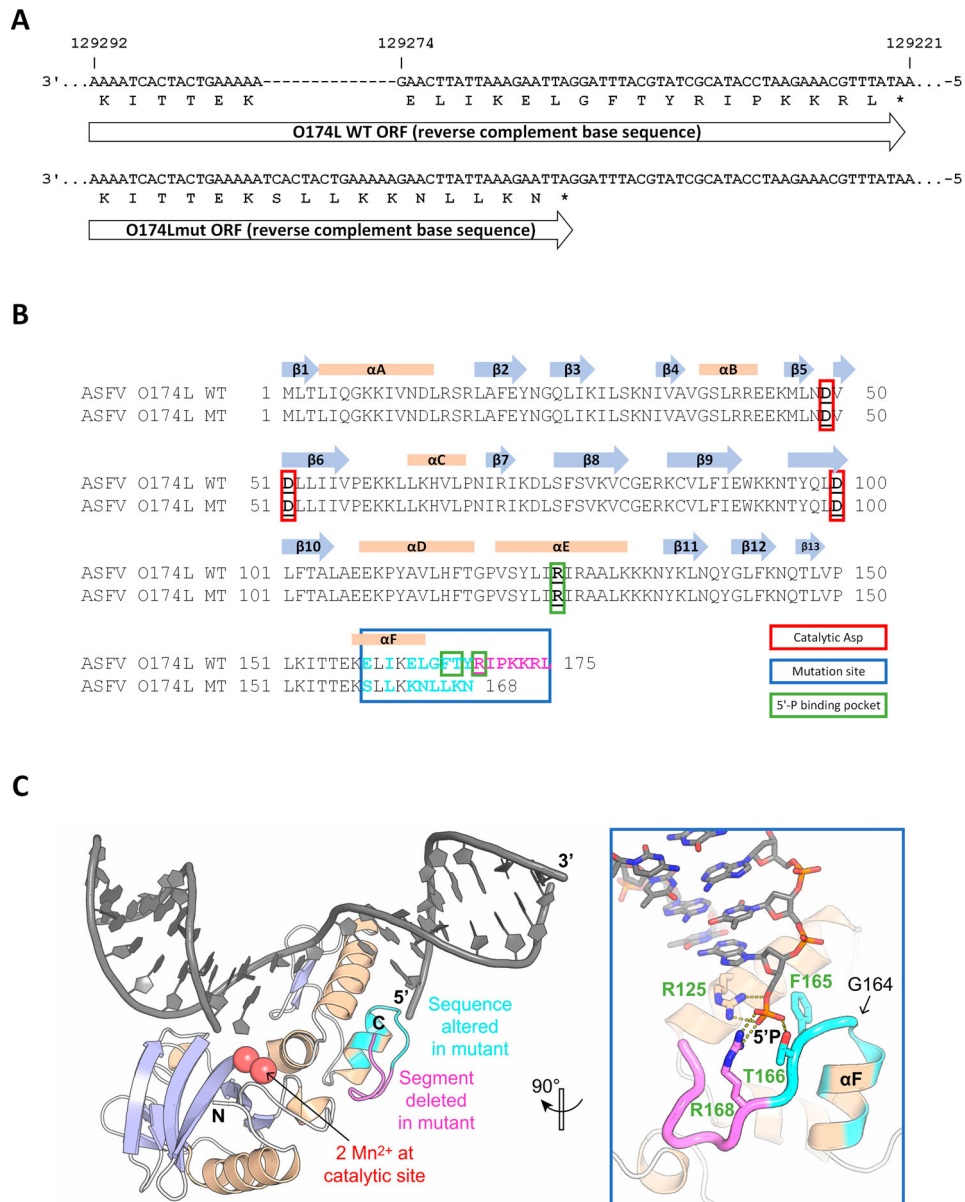 A
129292 129274 129221
3'...AAAATCACTACTGAAAAA--------------GAACTTATTAAAGAATTAGGATTTACGTATCGCATACCTAAGAAACGTTTATAA...-5
K I T T E K E L I K E L G F T Y R I P K K R L *
O174L WT ORF (reverse complement base sequence)
3'...AAAATCACTACTGAAAAATCACTACTGAAAAAGAACTTATTAAAGAATTAGGATTTACGTATCGCATACCTAAGAAACGTTTATAA...-5
K I T T E K S L L K K N L L K N *
O174Lmut ORF (reverse complement base sequence)
B
β1 αA β2 β3 β4 αB β5
ASFV O174L WT 1 MLTLIQGKKIVNDLRSRLAFEYNGQLIKILSKNIVAVGSLRREEKMLNDV 50
ASFV O174L MT 1 MLTLIQGKKIVNDLRSRLAFEYNGQLIKILSKNIVAVGSLRREEKMLNDV 50
β6 αC β7 β8 β9
ASFV O174L WT 51 DLLIIVPEKKLLKHVLPNIRIKDLSFSVKVCGERKCVLFIEWKKNTYQLD 100
ASFV O174L MT 51 DLLIIVPEKKLLKHVLPNIRIKDLSFSVKVCGERKCVLFIEWKKNTYQLD 100
β10 αD αE β11 β12 β13
ASFV O174L WT 101 LFTALAEEKPYAVLHFTGPVSYLIRIRAALKKKNYKLNQYGLFKNQTLVP 150
ASFV O174L MT 101 LFTALAEEKPYAVLHFTGPVSYLIRIRAALKKKNYKLNQYGLFKNQTLVP 150
αF
ASFV O174L WT 151 LKITTEKELIKELGFTYRIPKKRL 175
ASFV O174L MT 151 LKITTEKSLLKKNLLKN 168
Catalytic Asp
Mutation site
5'-P binding pocket
C
3'
5'
C
Sequence
altered
in mutant
Segment
deleted
in mutant
N
2 Mn²⁺ at
catalytic site
90°
R125
F165
G164
5'P
T166
αF
R168